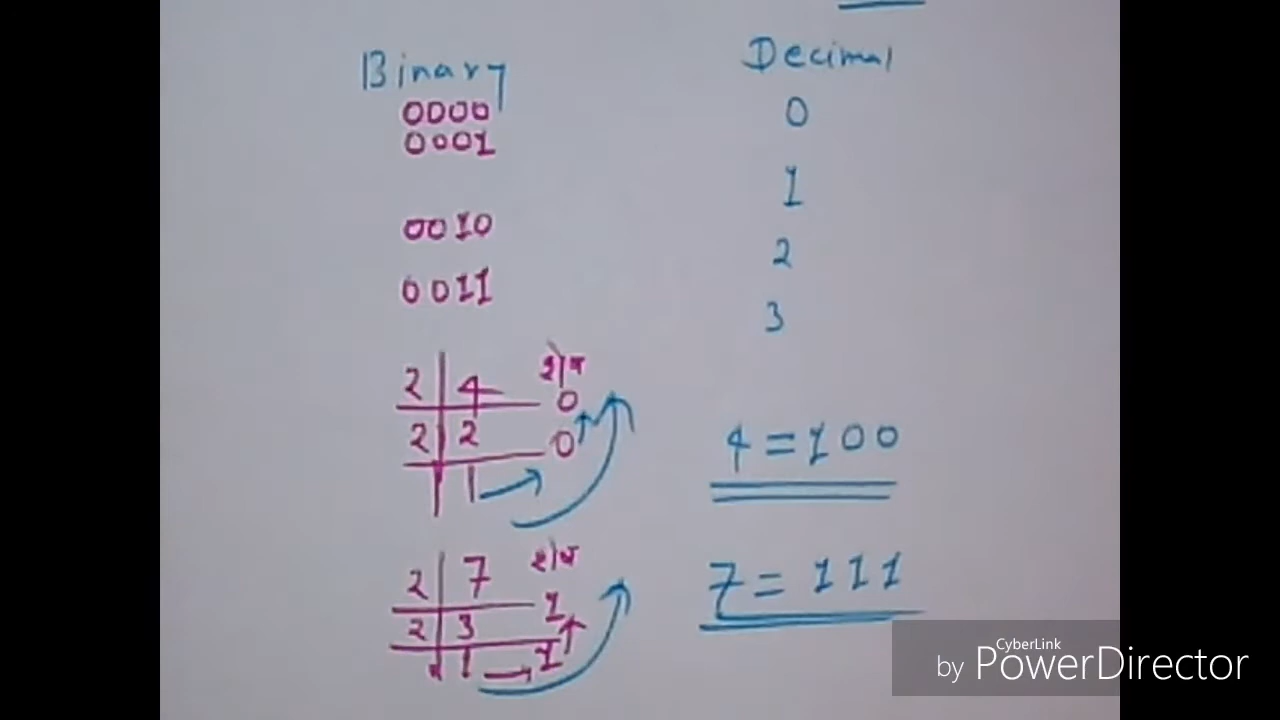 Binary Decimal
0000 0
0001
1
0010
2
0011
3
2 4 0
2 2 0 4 = 100
1
2 7 7 = 111
1
2 3
1 1
CyberLink
by PowerDirector